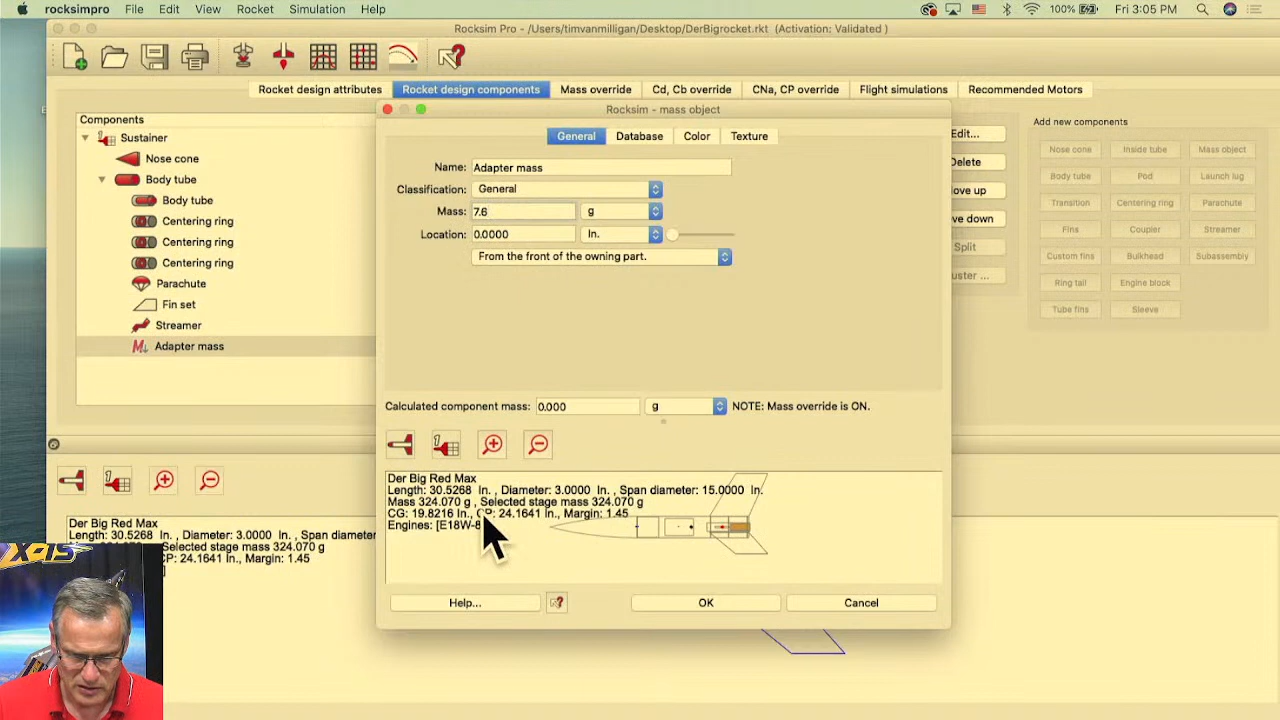 rocksimpro File Edit View Rocket Simulation Help
100% Fri 3:05 PM
Rocksim Pro - /Users/timvanmilligan/Desktop/DerBigrocket.rkt (Activation: Validated )
Rocket design attributes Rocket design components Mass override Cd, Cb override CNa, CP override Flight simulations Recommended Motors
Components
Sustainer
Nose cone
Body tube
Body tube
Centering ring
Centering ring
Centering ring
Parachute
Fin set
Streamer
Adapter mass
Rocksim - mass object
General Database Color Texture
Name: Adapter mass
Classification: General
Mass: 7.6 g
Location: 0.0000 In.
From the front of the owning part.
Calculated component mass: 0.000 g NOTE: Mass override is ON.
Der Big Red Max
Length: 30.5268 In. , Diameter: 3.0000 In. , Span diameter: 15.0000 In.
Mass 324.070 g , Selected stage mass 324.070 g
CG: 19.8216 In., CP: 24.1641 In., Margin: 1.45
Engines: [E18W-8
Help... OK Cancel
Edit...
Delete
ove up
ve down
Split
uster ...
Add new components
Nose cone Inside tube Mass object
Body tube Pod Launch lug
Transition Centering ring Parachute
Fins Coupler Streamer
Custom fins Bulkhead Subassembly
Ring tail Engine block
Tube fins Sleeve
Der Big Red Max
Length: 30.5268 In. , Diameter: 3.0000 In. , Span diamete
Selected stage mass 324.070 g
CP: 24.1641 In., Margin: 1.45